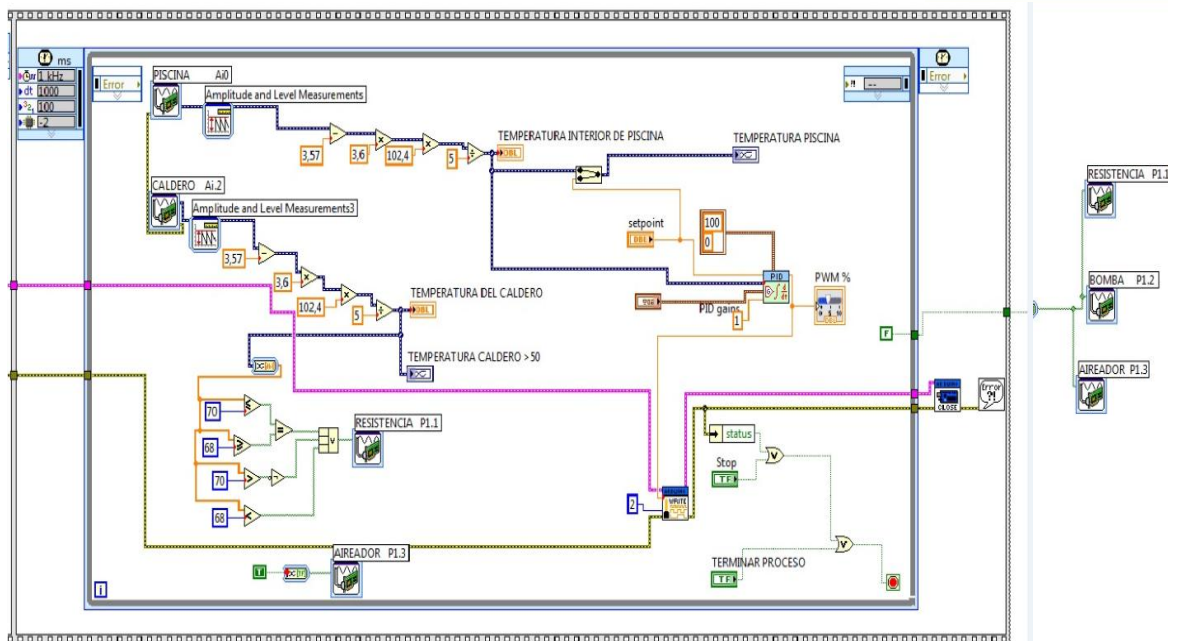 ms
1 kHz
dt 1000
100
-2
Error
PISCINA Ai0
Amplitude and Level Measurements
3,57
3,6
102,4
5
TEMPERATURA INTERIOR DE PISCINA
DBL
TEMPERATURA PISCINA
?! --
Error
CALDERO Ai.2
Amplitude and Level Measurements3
3,57
3,6
102,4
5
TEMPERATURA DEL CALDERO
DBL
TEMPERATURA CALDERO >50
setpoint
DBL
100
0
PID
PID gains
1
PWM %
F
70
68
70
68
RESISTENCIA P1.1
status
Stop
TF
2
WRITE
CLOSE
Error
?!
TERMINAR PROCESO
TF
T
AIREADOR P1.3
i
RESISTENCIA P1.1
BOMBA P1.2
AIREADOR P1.3